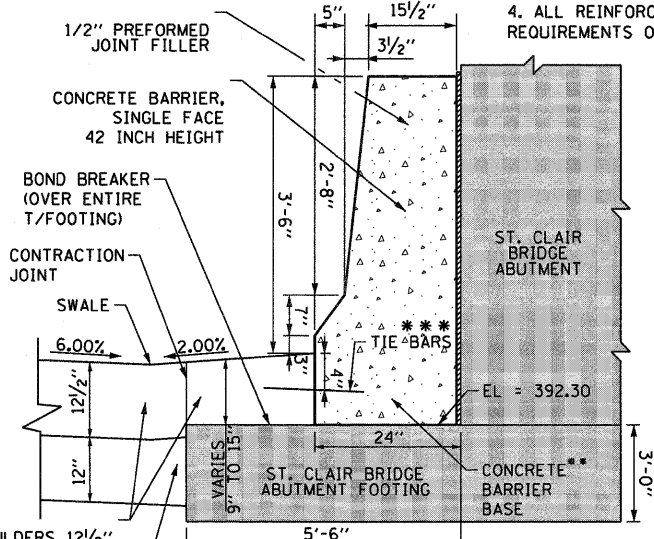 5" 15½"
4. ALL REINFORC
REQUIREMENTS O
1/2" PREFORMED
JOINT FILLER
3½"
CONCRETE BARRIER,
SINGLE FACE
42 INCH HEIGHT
3'-6"
2'-8"
BOND BREAKER
(OVER ENTIRE
T/FOOTING)
ST. CLAIR
BRIDGE
ABUTMENT
CONTRACTION
JOINT
SWALE
7"
***
TIE BARS
6.00% 2.00%
3"
4"
12½"
EL = 392.30
24"
12"
VARIES
9" TO 15"
ST. CLAIR BRIDGE
ABUTMENT FOOTING
CONCRETE**
BARRIER
BASE
3'-0"
ULDERS 12½"
5'-6"